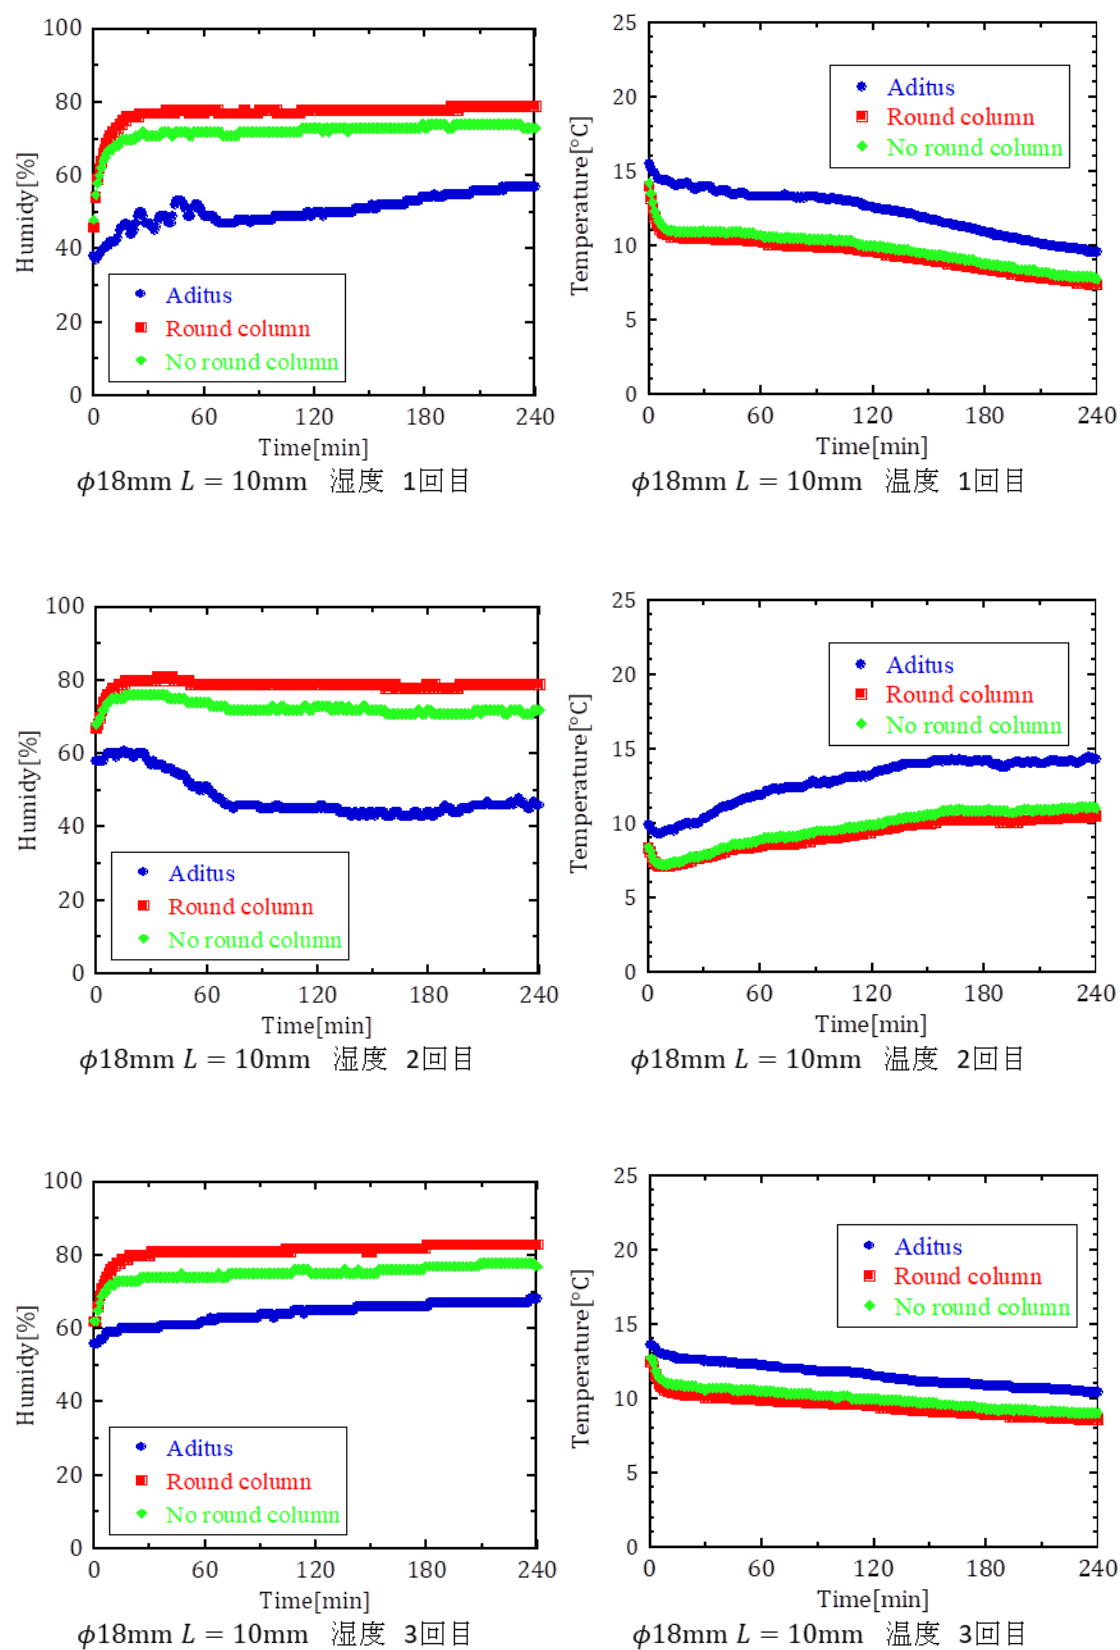 100
80
60
40
20
0
Humidy[%]
Aditus
Round column
No round column
0 60 120 180 240
Time[min]
ϕ18mm L = 10mm 湿度 1回目
25
20
15
10
5
0
Temperature[°C]
Aditus
Round column
No round column
0 60 120 180 240
Time[min]
ϕ18mm L = 10mm 温度 1回目
100
80
60
40
20
0
Humidy[%]
Aditus
Round column
No round column
0 60 120 180 240
Time[min]
ϕ18mm L = 10mm 湿度 2回目
25
20
15
10
5
0
Temperature[°C]
Aditus
Round column
No round column
0 60 120 180 240
Time[min]
ϕ18mm L = 10mm 温度 2回目
100
80
60
40
20
0
Humidy[%]
Aditus
Round column
No round column
0 60 120 180 240
Time[min]
ϕ18mm L = 10mm 湿度 3回目
25
20
15
10
5
0
Temperature[°C]
Aditus
Round column
No round column
0 60 120 180 240
Time[min]
ϕ18mm L = 10mm 温度 3回目